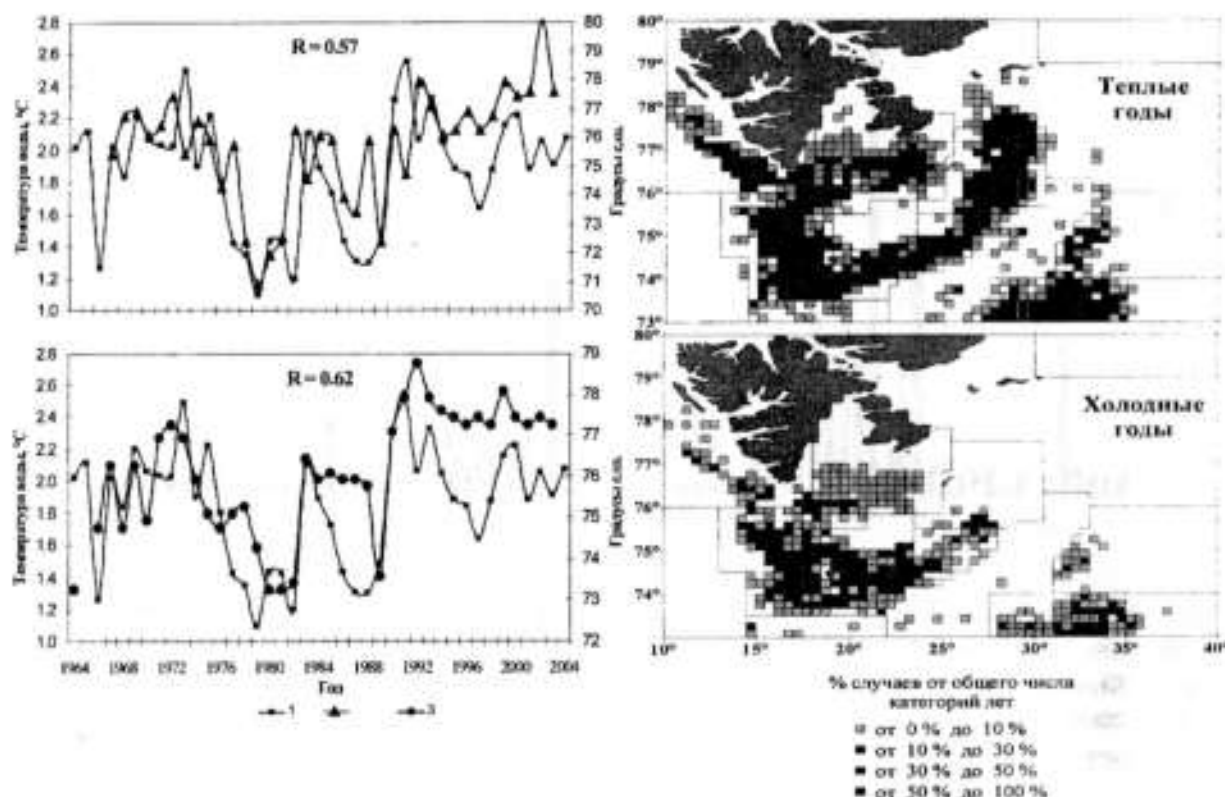 2.8
2.6
2.4
2.2
2.0
1.8
1.6
1.4
1.2
1.0
Температура воды, °C
R = 0.57
80
79
78
77
76
75
74
73
72
71
70
Градусы с.ш.
2.8
2.6
2.4
2.2
2.0
1.8
1.6
1.4
1.2
1.0
Температура воды, °C
R = 0.62
79
78
77
76
75
74
73
72
Градусы с.ш.
1964 1968 1972 1976 1980 1984 1988 1992 1996 2000 2004
Год
1 3
80°
79°
78°
77°
76°
75°
74°
73°
Теплые
годы
80°
79°
78°
77°
76°
75°
74°
Холодные
годы
10° 15° 20° 25° 30° 35° 40°
% случаев от общего числа
категорий лет
от 0 % до 10 %
от 10 % до 30 %
от 30 % до 50 %
от 50 % до 100 %